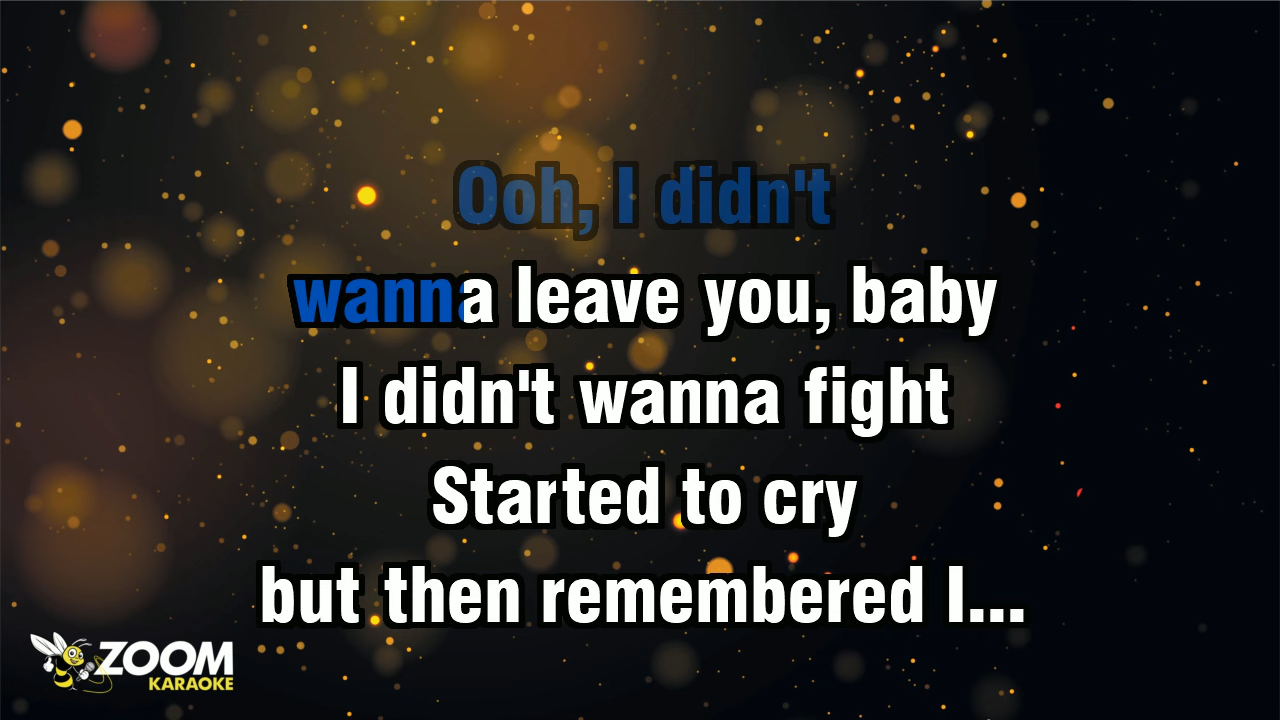 Ooh, I didn't
wanna leave you, baby
I didn't wanna fight
Started to cry
but then remembered I...
ZOOM
KARAOKE